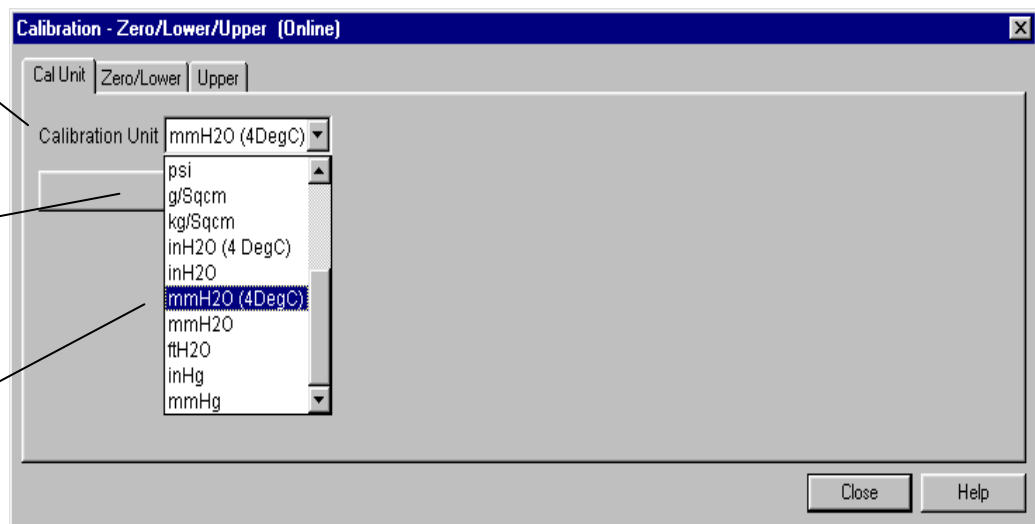 Calibration - Zero/Lower/Upper (Online)
Cal Unit Zero/Lower Upper
Calibration Unit mmH2O (4DegC)
psi
g/Sqcm
kg/Sqcm
inH2O (4 DegC)
inH2O
mmH2O (4DegC)
mmH2O
ftH2O
inHg
mmHg
Close Help